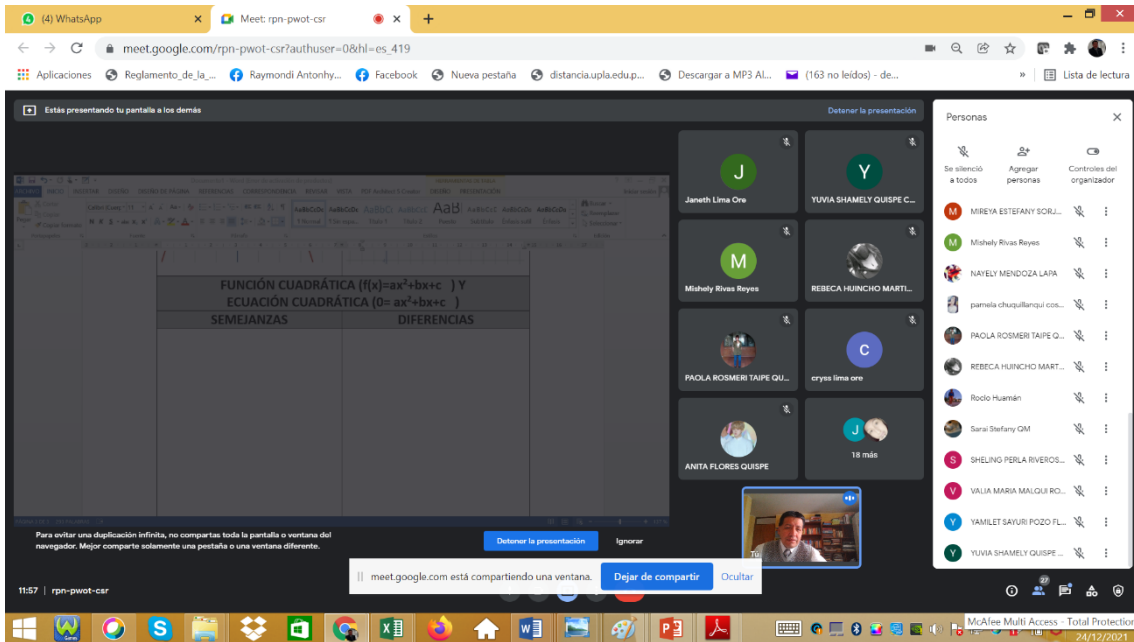 (4) WhatsApp
Meet: rpn-pwot-csr
meet.google.com/rpn-pwot-csr?authuser=0&hl=es_419
Aplicaciones
Reglamento_de_la_...
Raymondi Antonhy...
Facebook
Nueva pestaña
distancia.upla.edu.p...
Descargar a MP3 Al...
(163 no leídos) - de...
»
Lista de lectura
Estás presentando tu pantalla a los demás
Detener la presentación
FUNCIÓN CUADRÁTICA (f(x)=ax²+bx+c ) Y
ECUACIÓN CUADRÁTICA (0= ax²+bx+c )
SEMEJANZAS
DIFERENCIAS
Para evitar una duplicación infinita, no compartas toda la pantalla o ventana del
navegador. Mejor comparte solamente una pestaña o una ventana diferente.
Detener la presentación
Ignorar
J
Janeth Lima Ore
Y
YUVIA SHAMELY QUISPE C...
M
Mishely Rivas Reyes
REBECA HUINCHO MARTI...
PAOLA ROSMERI TAIPE QU...
C
cryss lima ore
ANITA FLORES QUISPE
J
18 más
Tú
Personas
Se silenció
a todos
Agregar
personas
Controles del
organizador
M
MIREYA ESTEFANY SORJ...
M
Mishely Rivas Reyes
NAYELY MENDOZA LAPA
pamela chuquillanqui cos...
PAOLA ROSMERI TAIPE Q...
REBECA HUINCHO MART...
Rocío Huamán
Sarai Stefany QM
S
SHELING PERLA RIVEROS...
V
VALIA MARIA MALQUI RO...
Y
YAMILET SAYURI POZO FL...
Y
YUVIA SHAMELY QUISPE ...
meet.google.com está compartiendo una ventana.
Dejar de compartir
Ocultar
11:57 | rpn-pwot-csr
27
McAfee Multi Access - Total Protection
24/12/2021